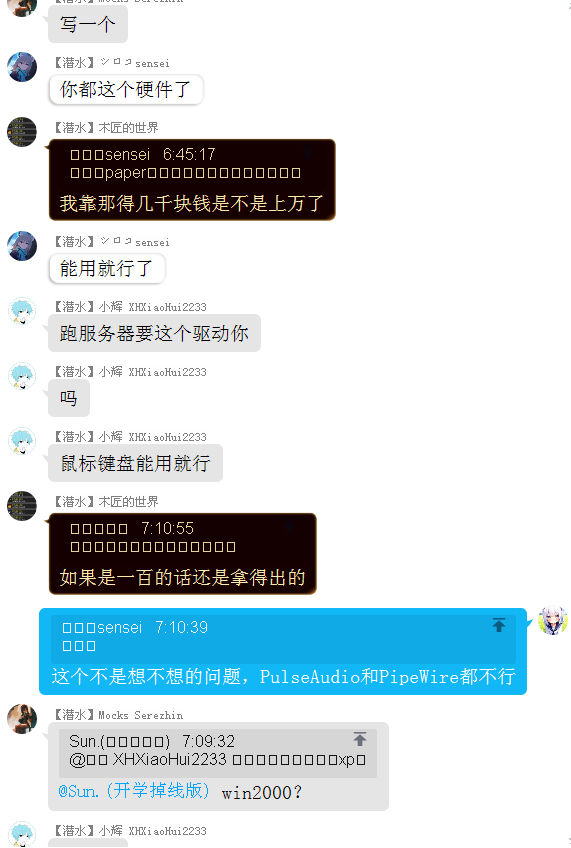 【潜水】Mocks Serezhin
写一个
【潜水】シロコsensei
你都这个硬件了
【潜水】木匠的世界
sensei 6:45:17
paper
我靠那得几千块钱是不是上万了
【潜水】シロコsensei
能用就行了
【潜水】小辉 XHXiaoHui2233
跑服务器要这个驱动你
【潜水】小辉 XHXiaoHui2233
吗
【潜水】小辉 XHXiaoHui2233
鼠标键盘能用就行
【潜水】木匠的世界
7:10:55
如果是一百的话还是拿得出的
sensei 7:10:39
这个不是想不想的问题，PulseAudio和PipeWire都不行
【潜水】Mocks Serezhin
Sun.( ) 7:09:32
@ XHXiaoHui2233 xp
@Sun.（开学掉线版） win2000？
【潜水】小辉 XHXiaoHui2233